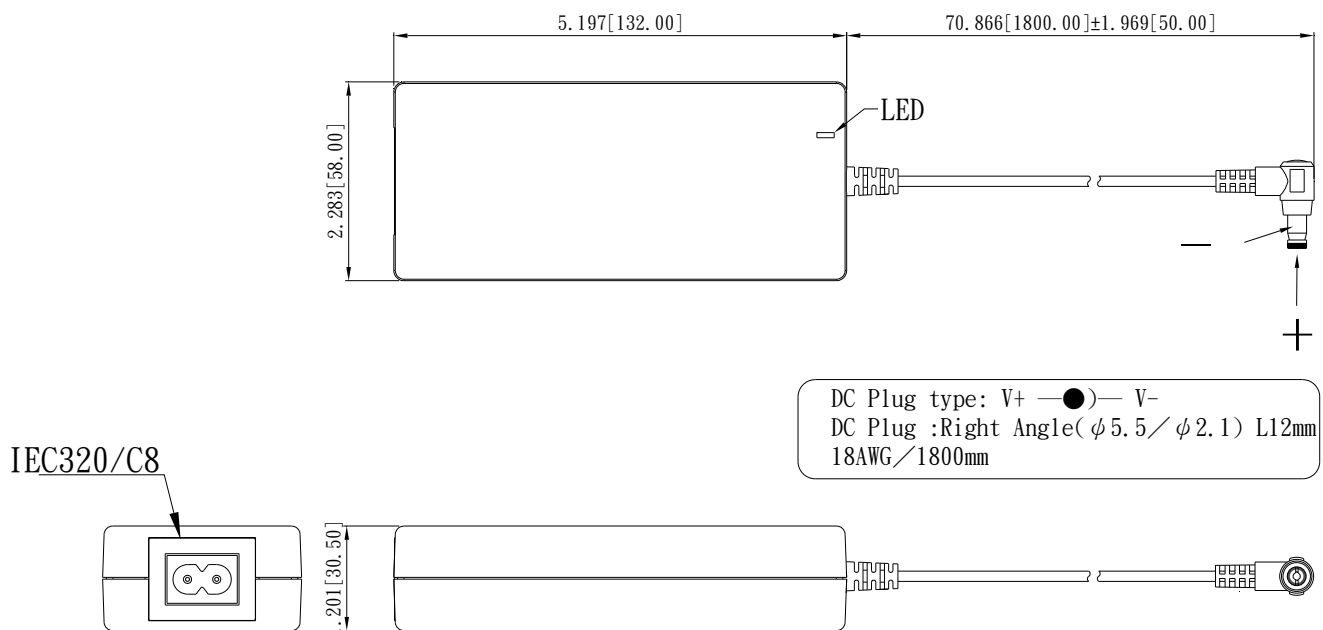 5.197[132.00]
70.866[1800.00]±1.969[50.00]
LED
2.283[58.00]
—
+
DC Plug type: V+ —●)— V-
DC Plug :Right Angle(φ5.5／φ2.1) L12mm
18AWG／1800mm
IEC320/C8
.201[30.50]